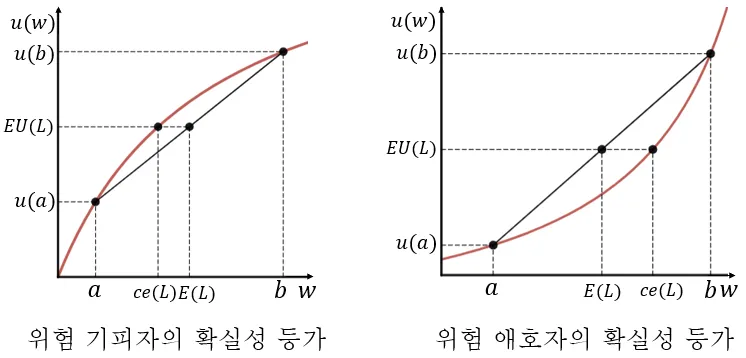 u(w)
u(b)
EU(L)
u(a)
a
ce(L)
E(L)
b
w
위험 기피자의 확실성 등가
u(w)
u(b)
EU(L)
u(a)
a
E(L)
ce(L)
b
w
위험 애호자의 확실성 등가